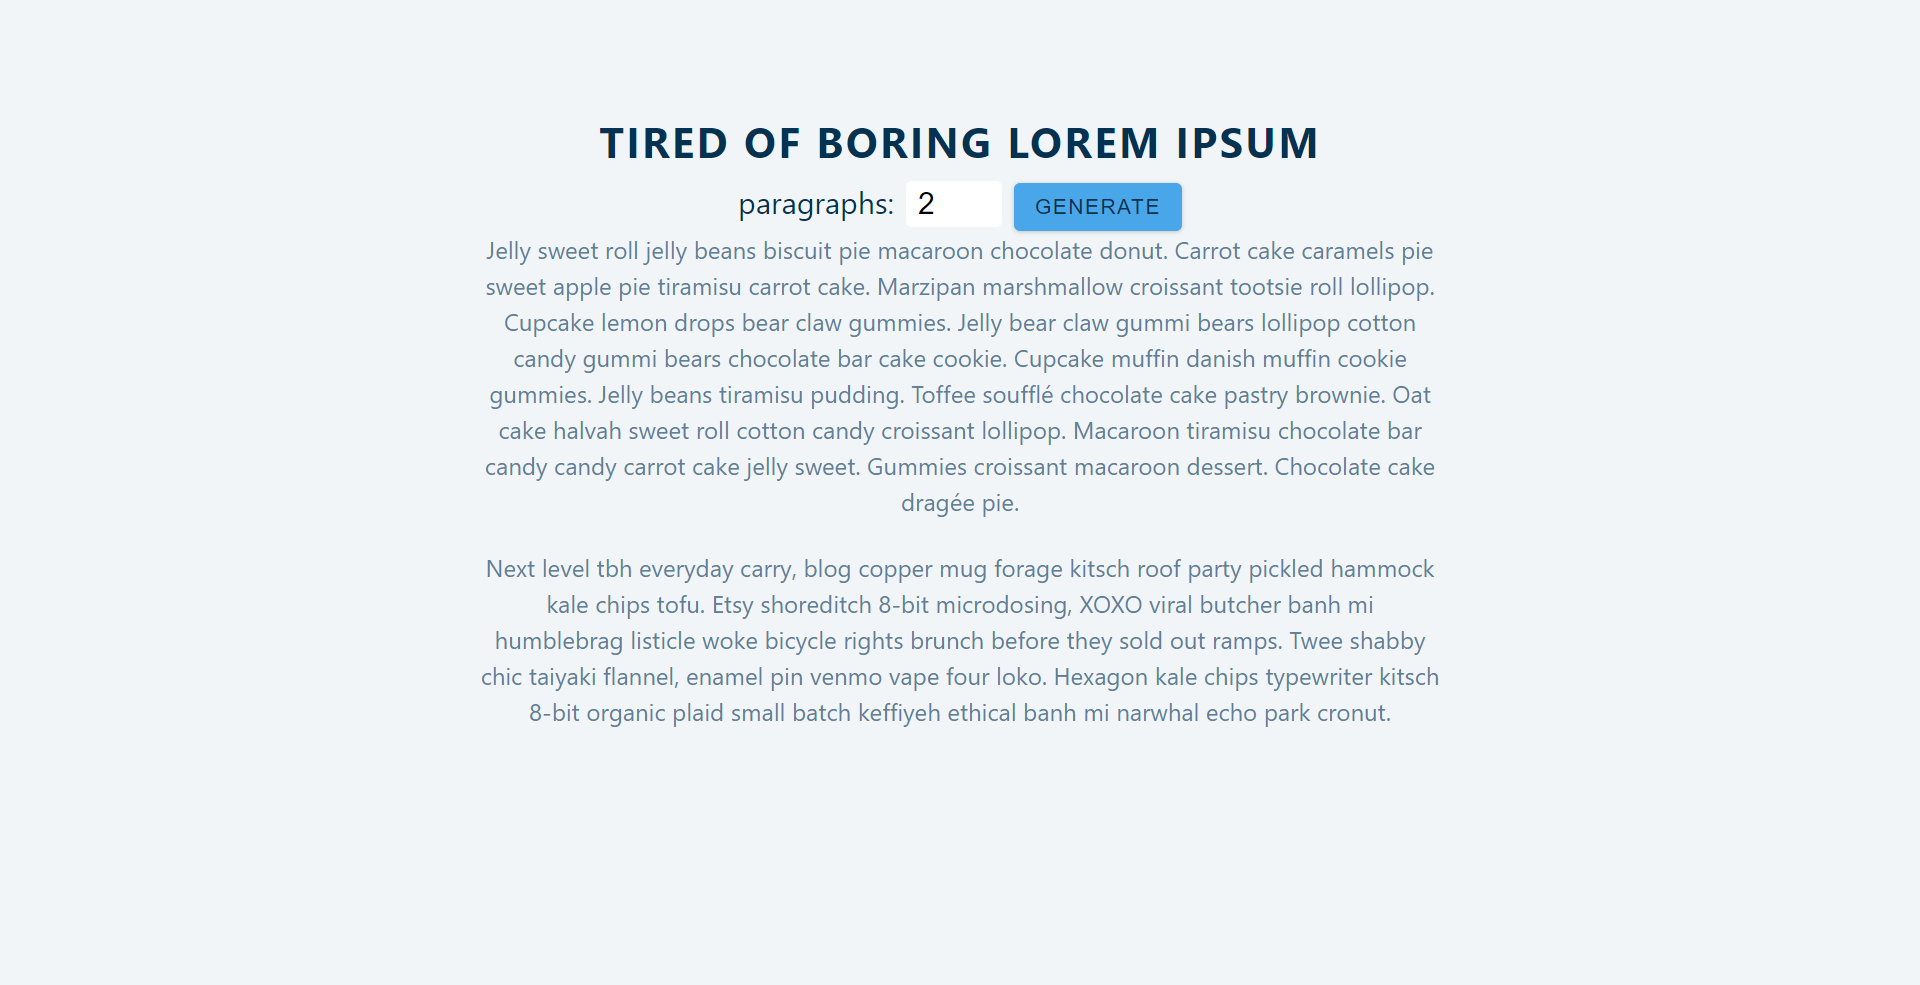 TIRED OF BORING LOREM IPSUM
paragraphs: 2 GENERATE
Jelly sweet roll jelly beans biscuit pie macaroon chocolate donut. Carrot cake caramels pie
sweet apple pie tiramisu carrot cake. Marzipan marshmallow croissant tootsie roll lollipop.
Cupcake lemon drops bear claw gummies. Jelly bear claw gummi bears lollipop cotton
candy gummi bears chocolate bar cake cookie. Cupcake muffin danish muffin cookie
gummies. Jelly beans tiramisu pudding. Toffee soufflé chocolate cake pastry brownie. Oat
cake halvah sweet roll cotton candy croissant lollipop. Macaroon tiramisu chocolate bar
candy candy carrot cake jelly sweet. Gummies croissant macaroon dessert. Chocolate cake
dragée pie.
Next level tbh everyday carry, blog copper mug forage kitsch roof party pickled hammock
kale chips tofu. Etsy shoreditch 8-bit microdosing, XOXO viral butcher banh mi
humblebrag listicle woke bicycle rights brunch before they sold out ramps. Twee shabby
chic taiyaki flannel, enamel pin venmo vape four loko. Hexagon kale chips typewriter kitsch
8-bit organic plaid small batch keffiyeh ethical banh mi narwhal echo park cronut.